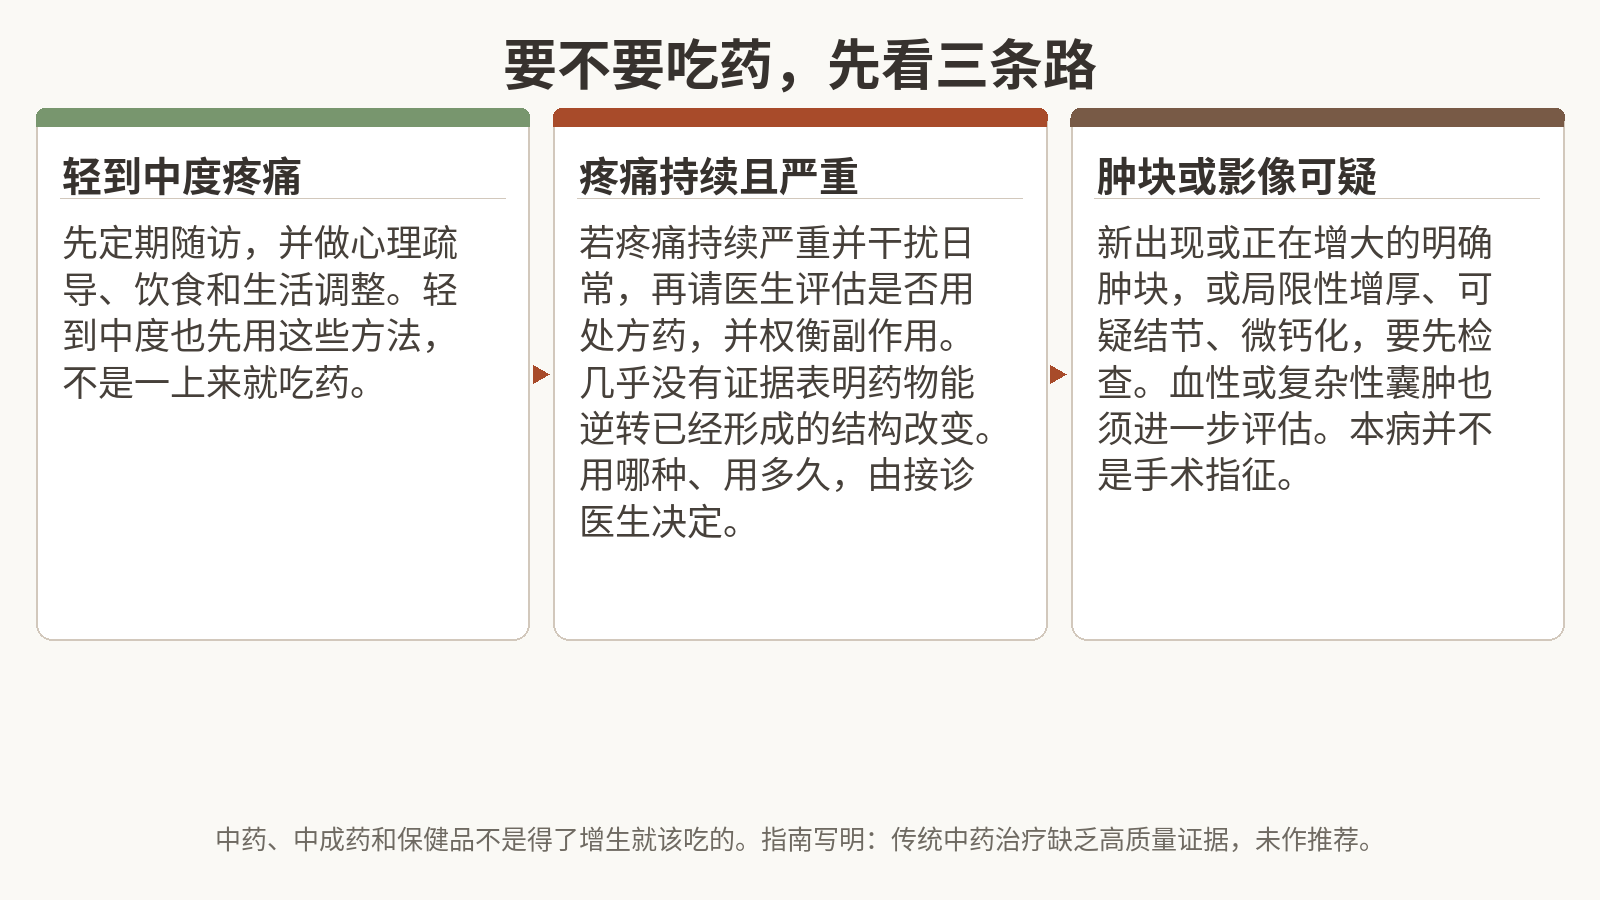 要不要吃药，先看三条路
轻到中度疼痛
先定期随访，并做心理疏
导、饮食和生活调整。轻
到中度也先用这些方法，
不是一上来就吃药。
疼痛持续且严重
若疼痛持续严重并干扰日
常，再请医生评估是否用
处方药，并权衡副作用。
几乎没有证据表明药物能
逆转已经形成的结构改变。
用哪种、用多久，由接诊
医生决定。
肿块或影像可疑
新出现或正在增大的明确
肿块，或局限性增厚、可
疑结节、微钙化，要先检
查。血性或复杂性囊肿也
须进一步评估。本病并不
是手术指征。
中药、中成药和保健品不是得了增生就该吃的。指南写明：传统中药治疗缺乏高质量证据，未作推荐。